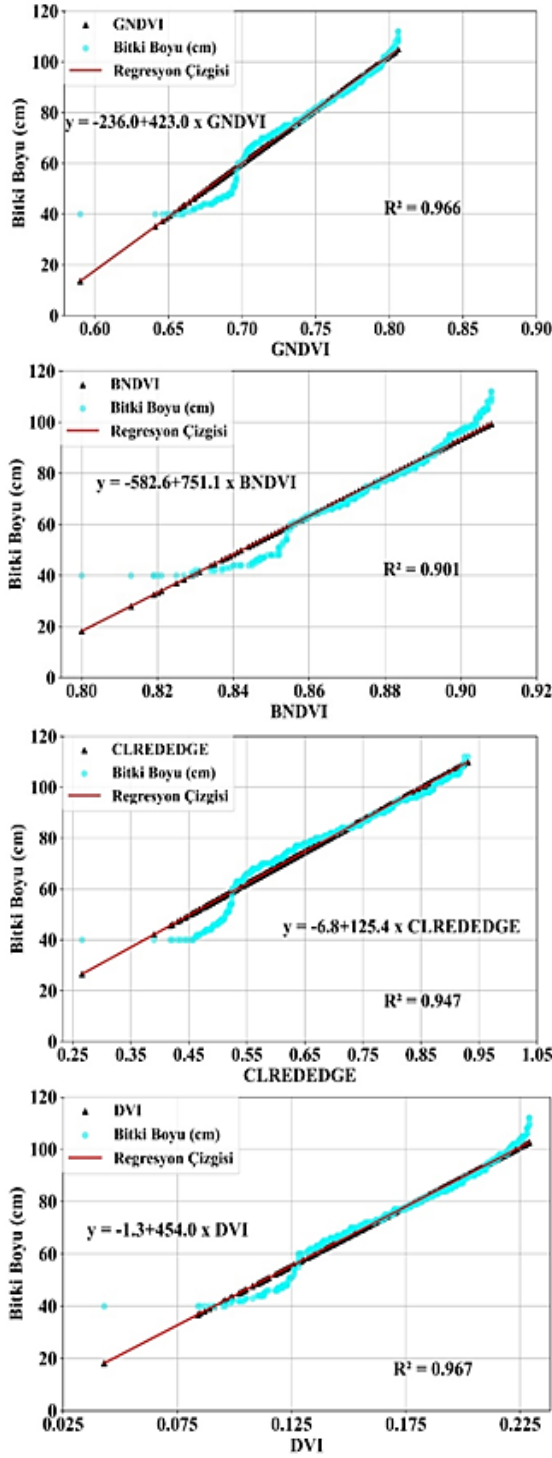 GNDVI
Bitki Boyu (cm)
Regresyon Çizgisi
y = -236.0+423.0 x GNDVI
R² = 0.966
Bitki Boyu (cm)
120
100
80
60
40
20
0
0.60 0.65 0.70 0.75 0.80 0.85 0.90
GNDVI
BNDVI
Bitki Boyu (cm)
Regresyon Çizgisi
y = -582.6+751.1 x BNDVI
R² = 0.901
Bitki Boyu (cm)
120
100
80
60
40
20
0
0.80 0.82 0.84 0.86 0.88 0.90 0.92
BNDVI
CLREDEDGE
Bitki Boyu (cm)
Regresyon Çizgisi
y = -6.8+125.4 x CLREDEDGE
R² = 0.947
Bitki Boyu (cm)
120
100
80
60
40
20
0
0.25 0.35 0.45 0.55 0.65 0.75 0.85 0.95 1.05
CLREDEDGE
DVI
Bitki Boyu (cm)
Regresyon Çizgisi
y = -1.3+454.0 x DVI
R² = 0.967
Bitki Boyu (cm)
120
100
80
60
40
20
0
0.025 0.075 0.125 0.175 0.225
DVI